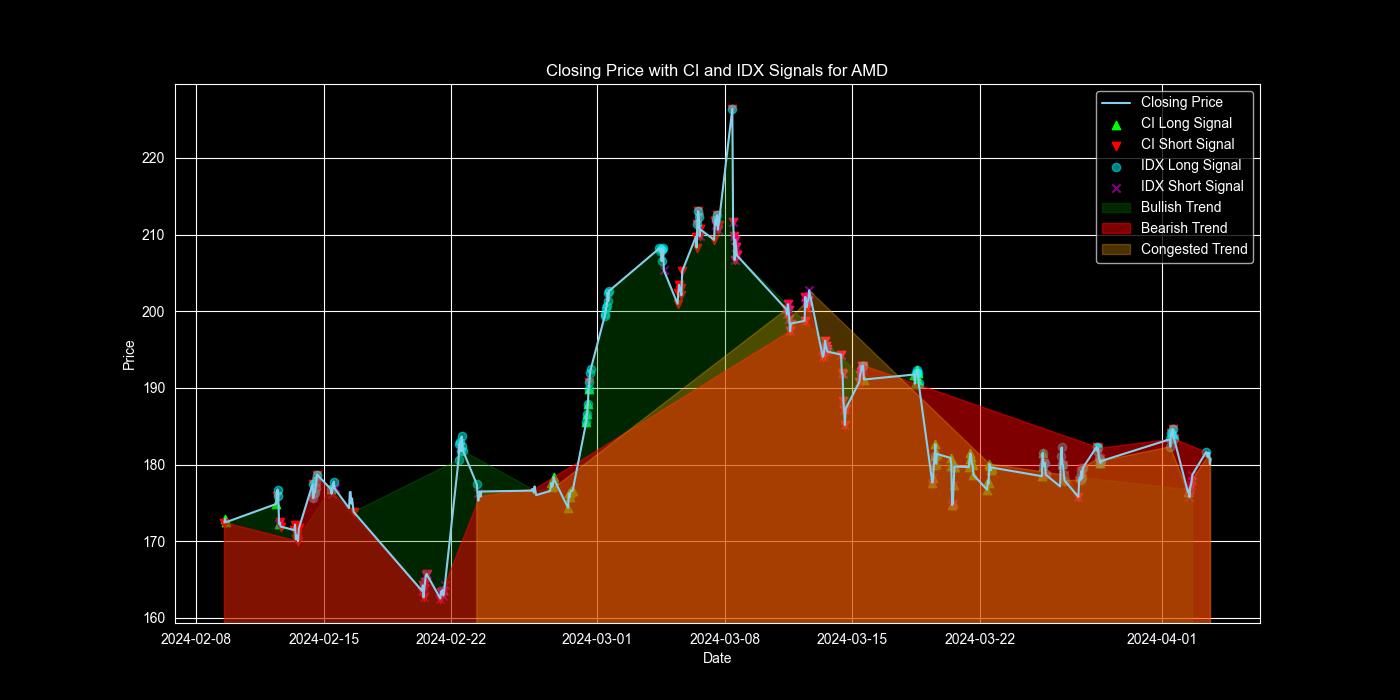 Closing Price with CI and IDX Signals for AMD
Closing Price
CI Long Signal
CI Short Signal
IDX Long Signal
IDX Short Signal
Bullish Trend
Bearish Trend
Congested Trend
Price
220
210
200
190
180
170
160
2024-02-08
2024-02-15
2024-02-22
2024-03-01
2024-03-08
2024-03-15
2024-03-22
2024-04-01
Date